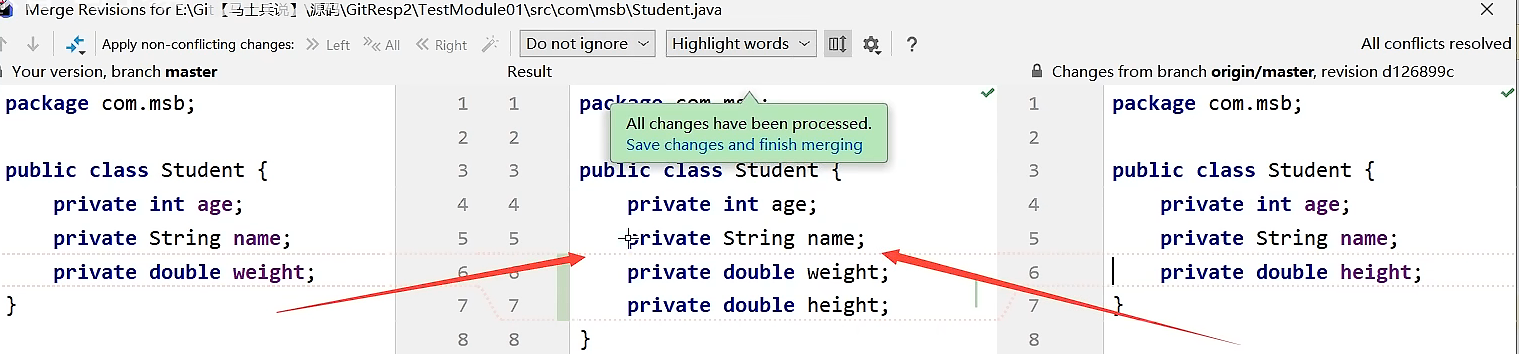 Merge Revisions for E:\Git【马士兵说】\源码\GitResp2\TestModule01\src\com\msb\Student.java
Apply non-conflicting changes: Left All Right Do not ignore Highlight words ? All conflicts resolved
Your version, branch master Result Changes from branch origin/master, revision d126899c
package com.msb; 1 1 package com.msb; 1 package com.msb;
All changes have been processed.
2 2 Save changes and finish merging 2
public class Student { 3 3 public class Student { 3 public class Student {
private int age; 4 4 private int age; 4 private int age;
private String name; 5 5 private String name; 5 private String name;
private double weight; 6 6 private double weight; 6 private double height;
} 7 7 private double height; 7 }
8 8 } 8